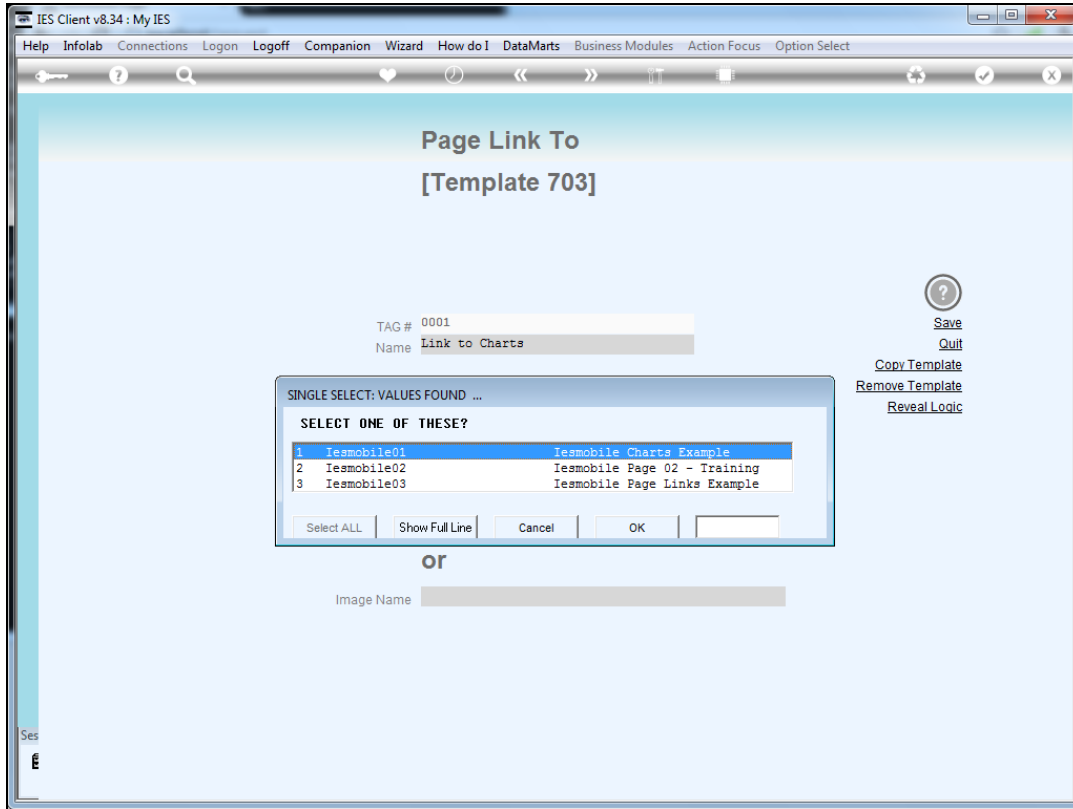 IES Client v8.34 : My IES
Help Infolab Connections Logon Logoff Companion Wizard How do I DataMarts Business Modules Action Focus Option Select
Page Link To
[Template 703]
TAG # 0001
Name Link to Charts
Save
Quit
Copy Template
Remove Template
Reveal Logic
SINGLE SELECT: VALUES FOUND ...
SELECT ONE OF THESE?
1 Iesmobile01 Iesmobile Charts Example
2 Iesmobile02 Iesmobile Page 02 - Training
3 Iesmobile03 Iesmobile Page Links Example
Select ALL Show Full Line Cancel OK
or
Image Name
Ses